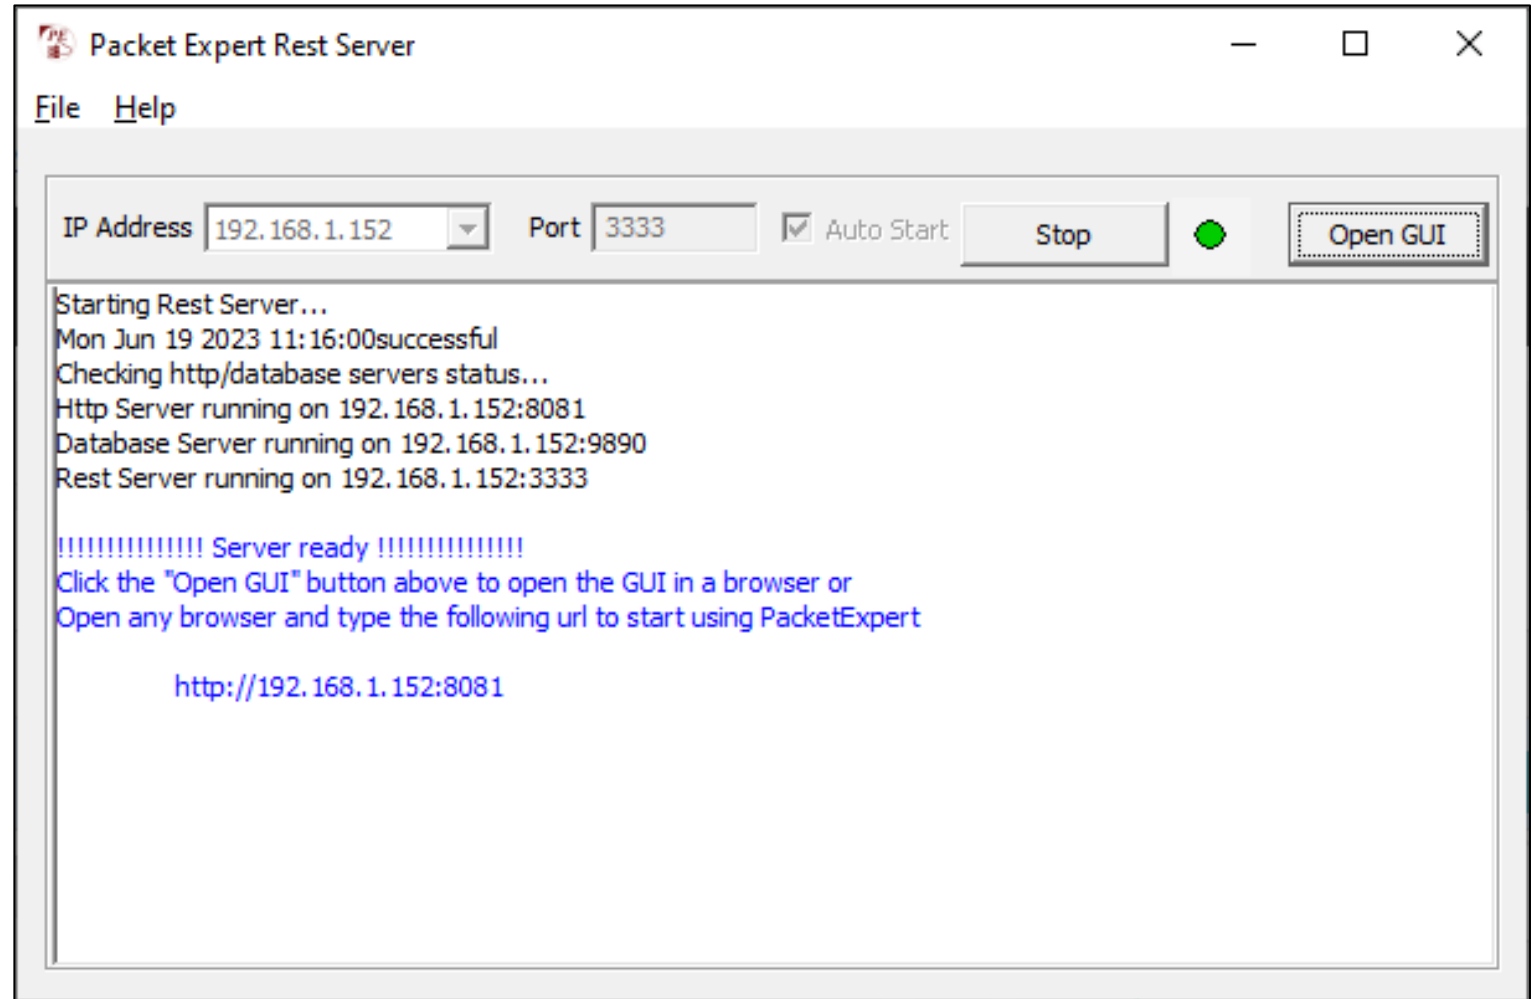 Packet Expert Rest Server
File Help
IP Address 192.168.1.152 Port 3333 Auto Start Stop Open GUI
Starting Rest Server...
Mon Jun 19 2023 11:16:00successful
Checking http/database servers status...
Http Server running on 192.168.1.152:8081
Database Server running on 192.168.1.152:9890
Rest Server running on 192.168.1.152:3333
!!!!!!!!!!!!!!! Server ready !!!!!!!!!!!!!!!
Click the "Open GUI" button above to open the GUI in a browser or
Open any browser and type the following url to start using PacketExpert
http://192.168.1.152:8081